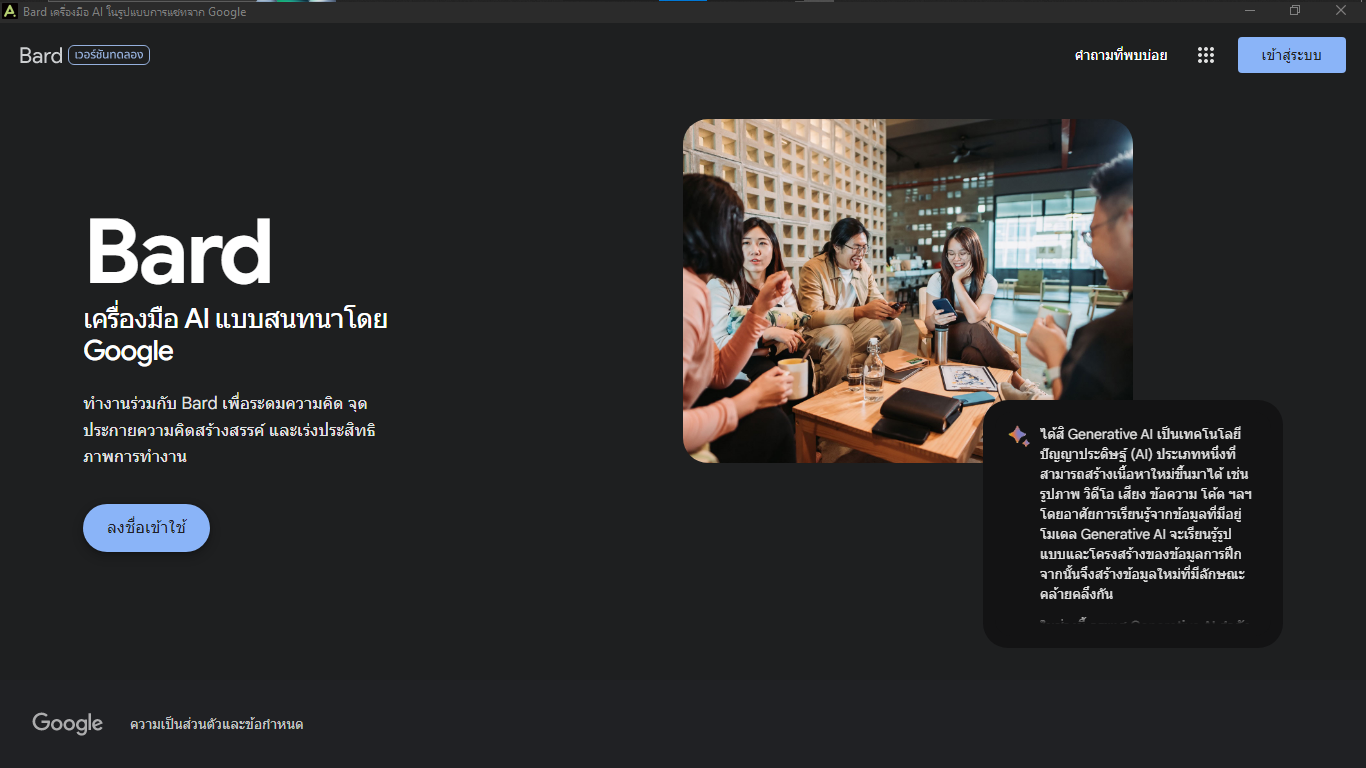 Bard เครื่องมือ AI ในรูปแบบการแชทจาก Google
Bard เวอร์ชันทดลอง
คำถามที่พบบ่อย
เข้าสู่ระบบ
Bard
เครื่องมือ AI แบบสนทนาโดย
Google
ทำงานร่วมกับ Bard เพื่อระดมความคิด จุด
ประกายความคิดสร้างสรรค์ และเร่งประสิทธิ
ภาพการทำงาน
ลงชื่อเข้าใช้
ได้สิ Generative AI เป็นเทคโนโลยี
ปัญญาประดิษฐ์ (AI) ประเภทหนึ่งที่
สามารถสร้างเนื้อหาใหม่ขึ้นมาได้ เช่น
รูปภาพ วิดีโอ เสียง ข้อความ โค้ด ฯลฯ
โดยอาศัยการเรียนรู้จากข้อมูลที่มีอยู่
โมเดล Generative AI จะเรียนรู้รูป
แบบและโครงสร้างของข้อมูลการฝึก
จากนั้นจึงสร้างข้อมูลใหม่ที่มีลักษณะ
คล้ายคลึงกัน
Google
ความเป็นส่วนตัวและข้อกำหนด